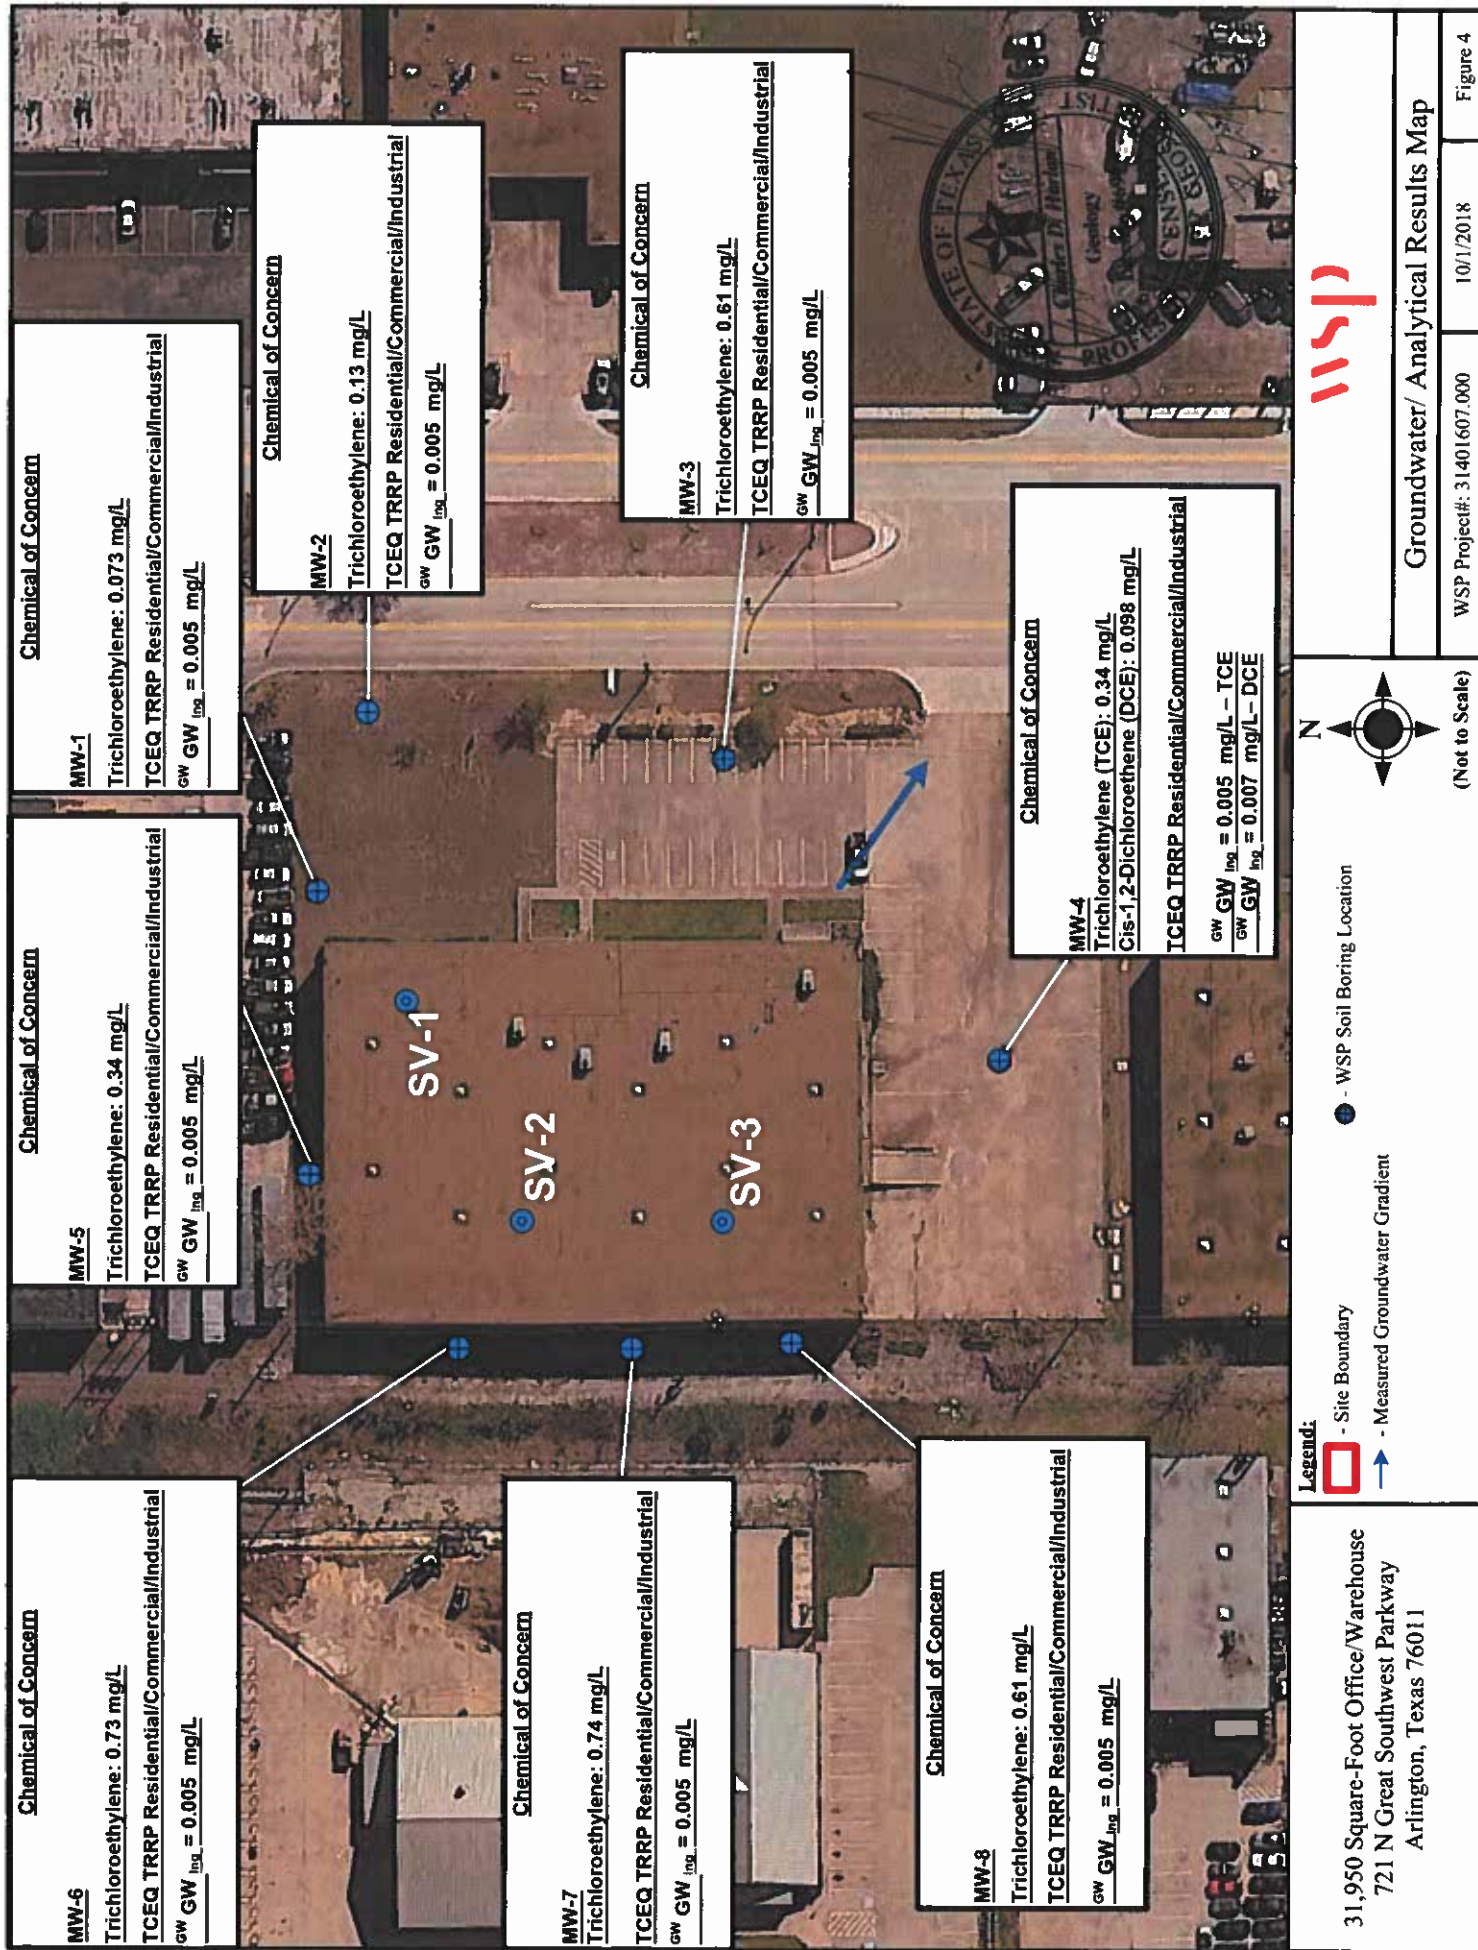 Chemical of Concern
MW-6
Trichloroethylene: 0.73 mg/L
TCEQ TRRP Residential/Commercial/Industrial
GW GW Ing = 0.005 mg/L
Chemical of Concern
MW-5
Trichloroethylene: 0.34 mg/L
TCEQ TRRP Residential/Commercial/Industrial
GW GW Ing = 0.005 mg/L
Chemical of Concern
MW-1
Trichloroethylene: 0.073 mg/L
TCEQ TRRP Residential/Commercial/Industrial
GW GW Ing = 0.005 mg/L
Chemical of Concern
MW-2
Trichloroethylene: 0.13 mg/L
TCEQ TRRP Residential/Commercial/Industrial
GW GW Ing = 0.005 mg/L
Chemical of Concern
MW-7
Trichloroethylene: 0.74 mg/L
TCEQ TRRP Residential/Commercial/Industrial
GW GW Ing = 0.005 mg/L
SV-1
SV-2
SV-3
Chemical of Concern
MW-3
Trichloroethylene: 0.61 mg/L
TCEQ TRRP Residential/Commercial/Industrial
GW GW Ing = 0.005 mg/L
Chemical of Concern
MW-8
Trichloroethylene: 0.61 mg/L
TCEQ TRRP Residential/Commercial/Industrial
GW GW Ing = 0.005 mg/L
Chemical of Concern
MW-4
Trichloroethylene (TCE): 0.34 mg/L
Cis-1,2-Dichloroethene (DCE): 0.098 mg/L
TCEQ TRRP Residential/Commercial/Industrial
GW GW Ing = 0.005 mg/L – TCE
GW GW Ing = 0.007 mg/L – DCE
STATE OF TEXAS
Charles D. Harlan
Geology
31,950 Square-Foot Office/Warehouse
721 N Great Southwest Parkway
Arlington, Texas 76011
Legend:
- Site Boundary
- WSP Soil Boring Location
- Measured Groundwater Gradient
N
(Not to Scale)
wsp
Groundwater/ Analytical Results Map
WSP Project#: 31401607.000
10/1/2018
Figure 4